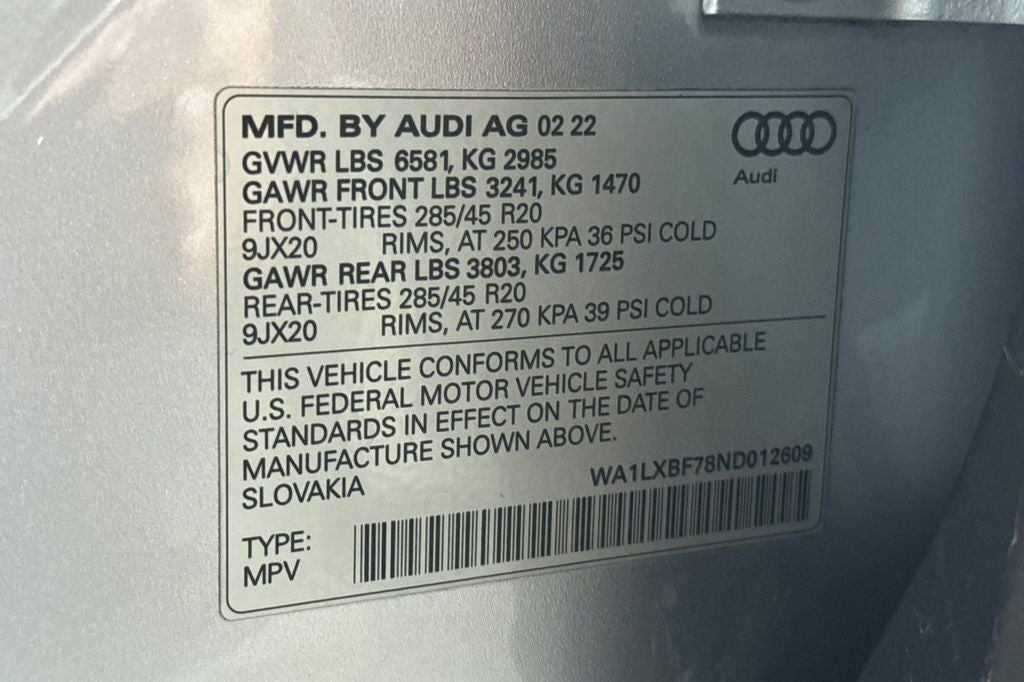 MFD. BY AUDI AG 02 22
GVWR LBS 6581, KG 2985
GAWR FRONT LBS 3241, KG 1470
FRONT-TIRES 285/45 R20
9JX20 RIMS, AT 250 KPA 36 PSI COLD
GAWR REAR LBS 3803, KG 1725
REAR-TIRES 285/45 R20
9JX20 RIMS, AT 270 KPA 39 PSI COLD
Audi
THIS VEHICLE CONFORMS TO ALL APPLICABLE
U.S. FEDERAL MOTOR VEHICLE SAFETY
STANDARDS IN EFFECT ON THE DATE OF
MANUFACTURE SHOWN ABOVE.
SLOVAKIA
WA1LXBF78ND012609
TYPE:
MPV